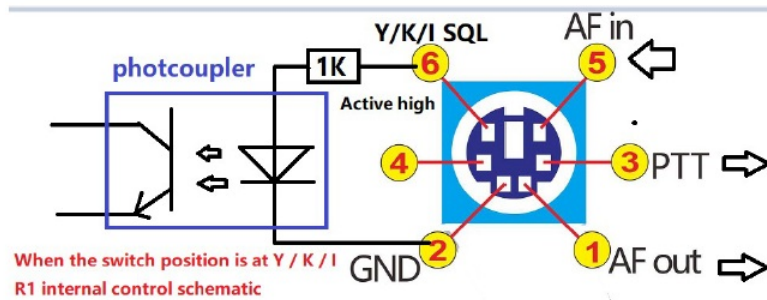 Y/K/I SQL
AF in
photcoupler
1K
6
5
Active high
4
3
PTT
When the switch position is at Y / K / I
GND
2
1
AF out
R1 internal control schematic